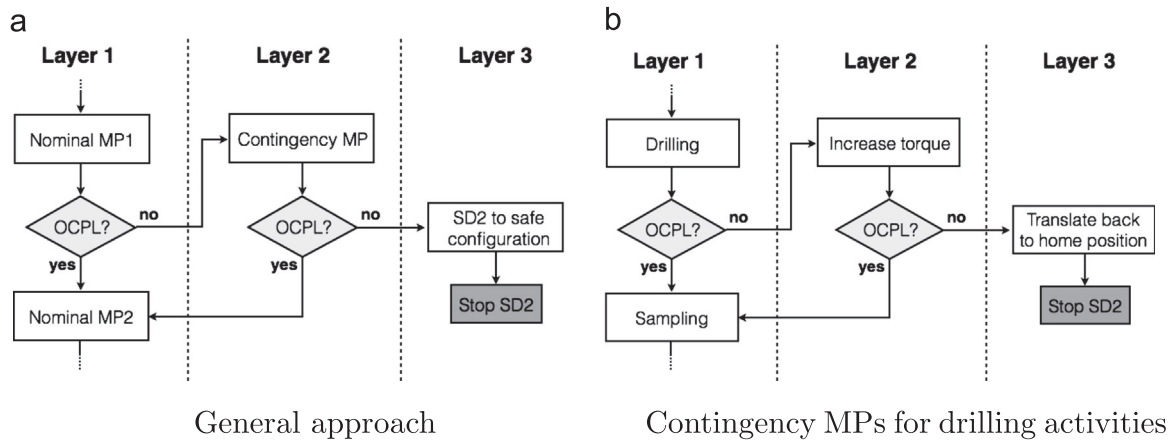 a
Layer 1
Layer 2
Layer 3
Nominal MP1
Contingency MP
OCPL?
no
OCPL?
no
SD2 to safe
configuration
yes
yes
Nominal MP2
Stop SD2
General approach
b
Layer 1
Layer 2
Layer 3
Drilling
Increase torque
OCPL?
no
OCPL?
no
Translate back
to home position
yes
yes
Sampling
Stop SD2
Contingency MPs for drilling activities